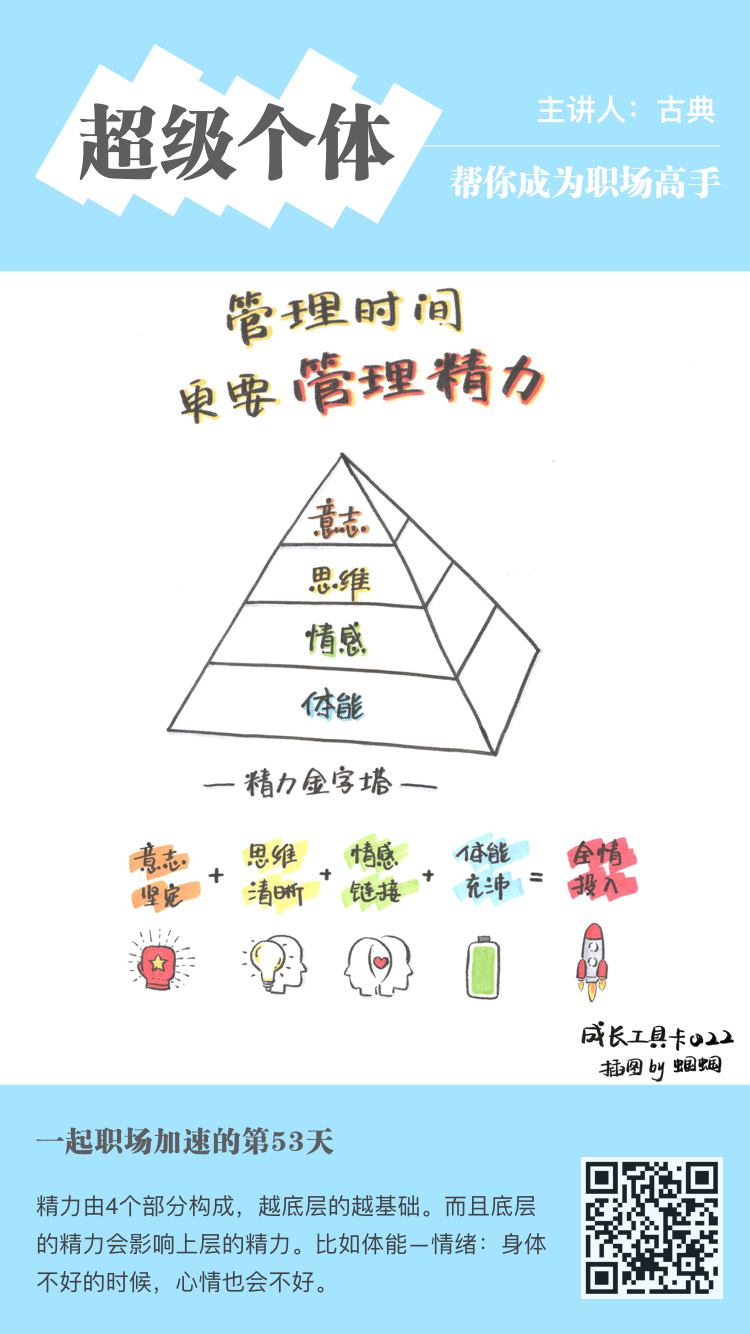 超级个体
主讲人：古典
帮你成为职场高手
管理时间
更要管理精力
意志
思维
情感
体能
—精力金字塔—
意志 思维 情感 体能 全情
坚定 + 清晰 + 链接 + 充沛 = 投入
成长工具卡022
插图by 蝈蝈
一起职场加速的第53天
精力由4个部分构成，越底层的越基础。而且底层
的精力会影响上层的精力。比如体能—情绪：身体
不好的时候，心情也会不好。